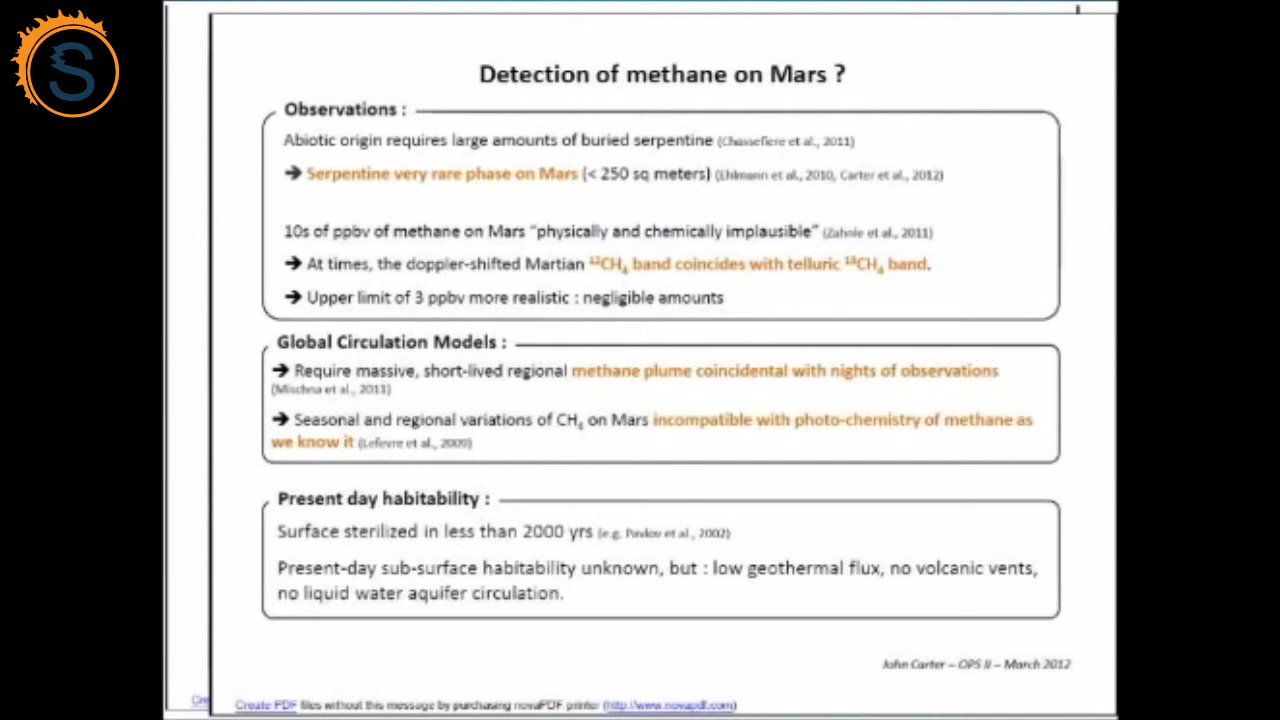 S
Detection of methane on Mars ?
Observations :
Abiotic origin requires large amounts of buried serpentine (Chassefiere et al., 2011)
➔ Serpentine very rare phase on Mars (< 250 sq meters) (Ehlmann et al., 2010, Carter et al., 2012)
10s of ppbv of methane on Mars "physically and chemically implausible" (Zahnle et al., 2011)
➔ At times, the doppler-shifted Martian ¹²CH₄ band coincides with telluric ¹³CH₄ band.
➔ Upper limit of 3 ppbv more realistic : negligible amounts
Global Circulation Models :
➔ Require massive, short-lived regional methane plume coincidental with nights of observations
(Mischna et al., 2011)
➔ Seasonal and regional variations of CH₄ on Mars incompatible with photo-chemistry of methane as
we know it (Lefevre et al., 2009)
Present day habitability :
Surface sterilized in less than 2000 yrs (e.g. Pavlov et al., 2002)
Present-day sub-surface habitability unknown, but : low geothermal flux, no volcanic vents,
no liquid water aquifer circulation.
John Carter – OPS II – March 2012
Cre
Create PDF files without this message by purchasing novaPDF printer (http://www.novapdf.com)